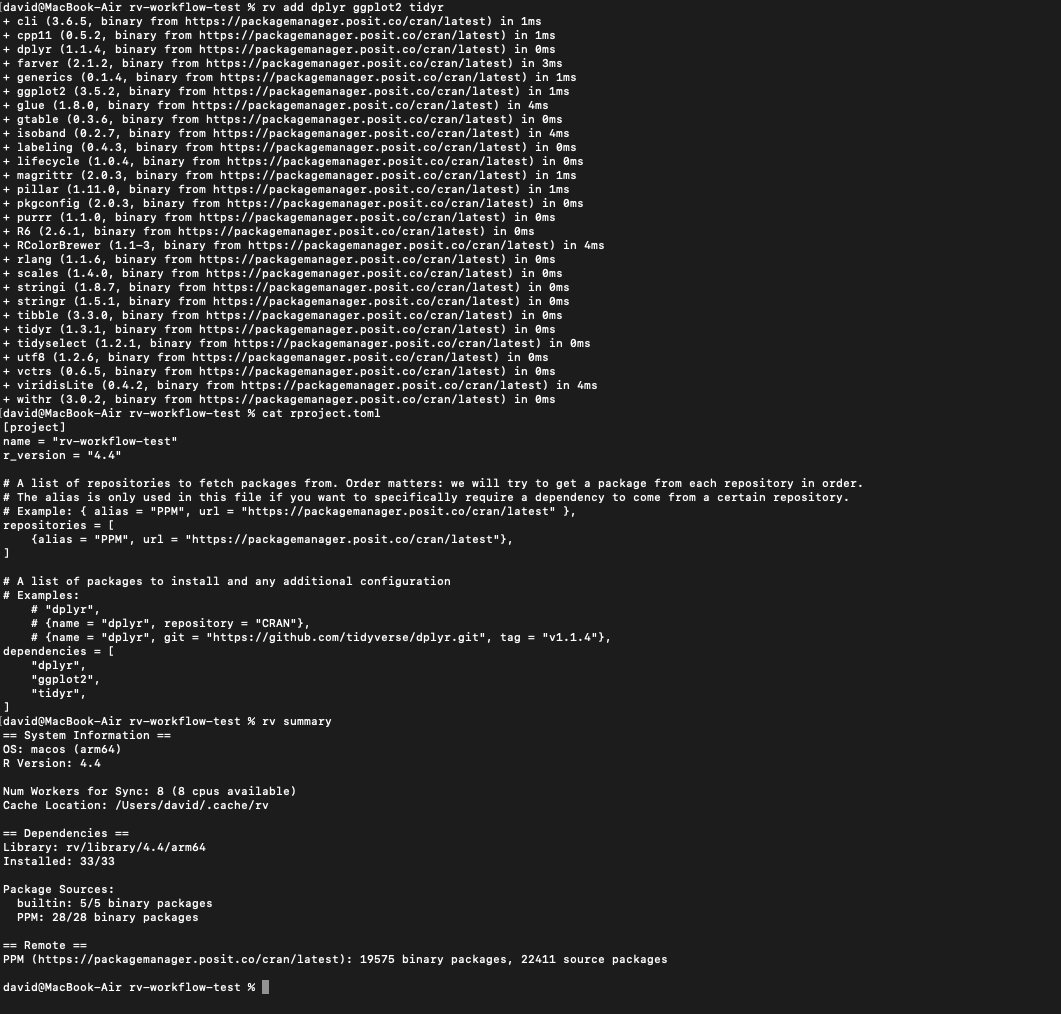 [david@MacBook-Air rv-workflow-test % rv add dplyr ggplot2 tidyr
+ cli (3.6.5, binary from https://packagemanager.posit.co/cran/latest) in 1ms
+ cpp11 (0.5.2, binary from https://packagemanager.posit.co/cran/latest) in 1ms
+ dplyr (1.1.4, binary from https://packagemanager.posit.co/cran/latest) in 0ms
+ farver (2.1.2, binary from https://packagemanager.posit.co/cran/latest) in 3ms
+ generics (0.1.4, binary from https://packagemanager.posit.co/cran/latest) in 1ms
+ ggplot2 (3.5.2, binary from https://packagemanager.posit.co/cran/latest) in 1ms
+ glue (1.8.0, binary from https://packagemanager.posit.co/cran/latest) in 4ms
+ gtable (0.3.6, binary from https://packagemanager.posit.co/cran/latest) in 0ms
+ isoband (0.2.7, binary from https://packagemanager.posit.co/cran/latest) in 4ms
+ labeling (0.4.3, binary from https://packagemanager.posit.co/cran/latest) in 0ms
+ lifecycle (1.0.4, binary from https://packagemanager.posit.co/cran/latest) in 0ms
+ magrittr (2.0.3, binary from https://packagemanager.posit.co/cran/latest) in 1ms
+ pillar (1.11.0, binary from https://packagemanager.posit.co/cran/latest) in 1ms
+ pkgconfig (2.0.3, binary from https://packagemanager.posit.co/cran/latest) in 0ms
+ purrr (1.1.0, binary from https://packagemanager.posit.co/cran/latest) in 0ms
+ R6 (2.6.1, binary from https://packagemanager.posit.co/cran/latest) in 0ms
+ RColorBrewer (1.1-3, binary from https://packagemanager.posit.co/cran/latest) in 4ms
+ rlang (1.1.6, binary from https://packagemanager.posit.co/cran/latest) in 0ms
+ scales (1.4.0, binary from https://packagemanager.posit.co/cran/latest) in 0ms
+ stringi (1.8.7, binary from https://packagemanager.posit.co/cran/latest) in 0ms
+ stringr (1.5.1, binary from https://packagemanager.posit.co/cran/latest) in 0ms
+ tibble (3.3.0, binary from https://packagemanager.posit.co/cran/latest) in 0ms
+ tidyr (1.3.1, binary from https://packagemanager.posit.co/cran/latest) in 0ms
+ tidyselect (1.2.1, binary from https://packagemanager.posit.co/cran/latest) in 0ms
+ utf8 (1.2.6, binary from https://packagemanager.posit.co/cran/latest) in 0ms
+ vctrs (0.6.5, binary from https://packagemanager.posit.co/cran/latest) in 0ms
+ viridisLite (0.4.2, binary from https://packagemanager.posit.co/cran/latest) in 4ms
+ withr (3.0.2, binary from https://packagemanager.posit.co/cran/latest) in 0ms
[david@MacBook-Air rv-workflow-test % cat rproject.toml
[project]
name = "rv-workflow-test"
r_version = "4.4"

# A list of repositories to fetch packages from. Order matters: we will try to get a package from each repository in order.
# The alias is only used in this file if you want to specifically require a dependency to come from a certain repository.
# Example: { alias = "PPM", url = "https://packagemanager.posit.co/cran/latest" },
repositories = [
    {alias = "PPM", url = "https://packagemanager.posit.co/cran/latest"},
]

# A list of packages to install and any additional configuration
# Examples:
    # "dplyr",
    # {name = "dplyr", repository = "CRAN"},
    # {name = "dplyr", git = "https://github.com/tidyverse/dplyr.git", tag = "v1.1.4"},
dependencies = [
    "dplyr",
    "ggplot2",
    "tidyr",
]
[david@MacBook-Air rv-workflow-test % rv summary
== System Information ==
OS: macos (arm64)
R Version: 4.4

Num Workers for Sync: 8 (8 cpus available)
Cache Location: /Users/david/.cache/rv

== Dependencies ==
Library: rv/library/4.4/arm64
Installed: 33/33

Package Sources:
  builtin: 5/5 binary packages
  PPM: 28/28 binary packages

== Remote ==
PPM (https://packagemanager.posit.co/cran/latest): 19575 binary packages, 22411 source packages

david@MacBook-Air rv-workflow-test %